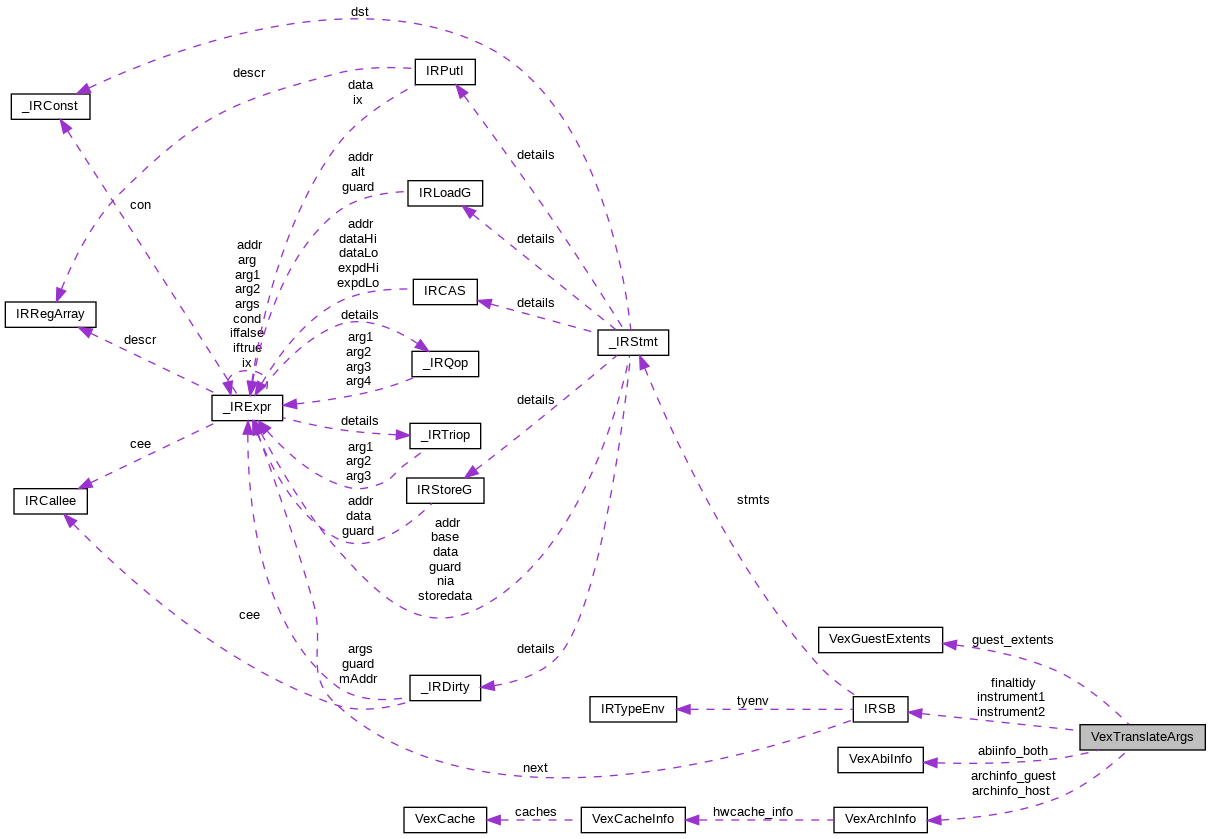 dst
IRPutI
descr
data
ix
_IRConst
details
addr
alt
guard
IRLoadG
con
addr
dataHi
dataLo
expdHi
expdLo
details
addr
arg
arg1
arg2
args
cond
iffalse
iftrue
ix
IRCAS
details
IRRegArray
details
descr
arg1
arg2
arg3
arg4
_IRQop
_IRStmt
_IRExpr
details
details
_IRTriop
cee
arg1
arg2
arg3
IRStoreG
IRCallee
addr
data
guard
stmts
addr
base
data
guard
nia
storedata
cee
VexGuestExtents
guest_extents
args
guard
mAddr
details
_IRDirty
finaltidy
instrument1
instrument2
IRTypeEnv
tyenv
IRSB
VexTranslateArgs
next
VexAbiInfo
abiinfo_both
archinfo_guest
archinfo_host
VexCache
caches
VexCacheInfo
hwcache_info
VexArchInfo